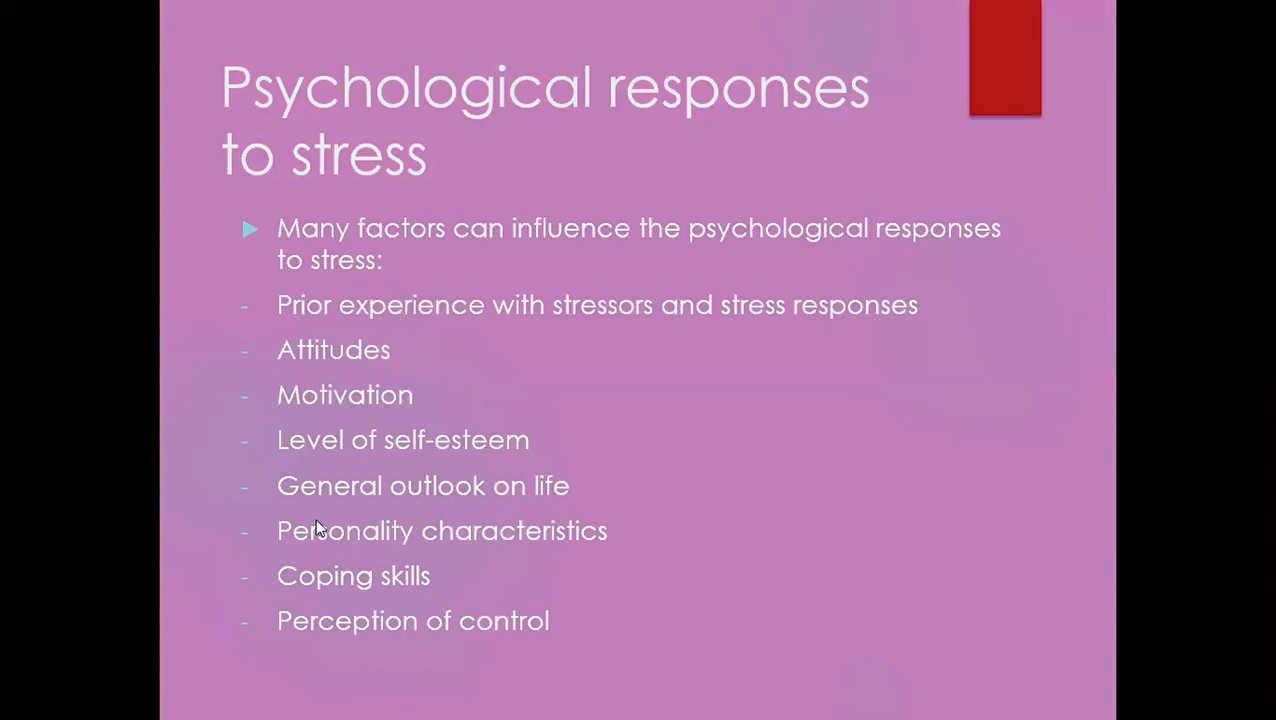 Psychological responses
to stress
Many factors can influence the psychological responses
to stress:
- Prior experience with stressors and stress responses
- Attitudes
- Motivation
- Level of self-esteem
- General outlook on life
- Personality characteristics
- Coping skills
- Perception of control